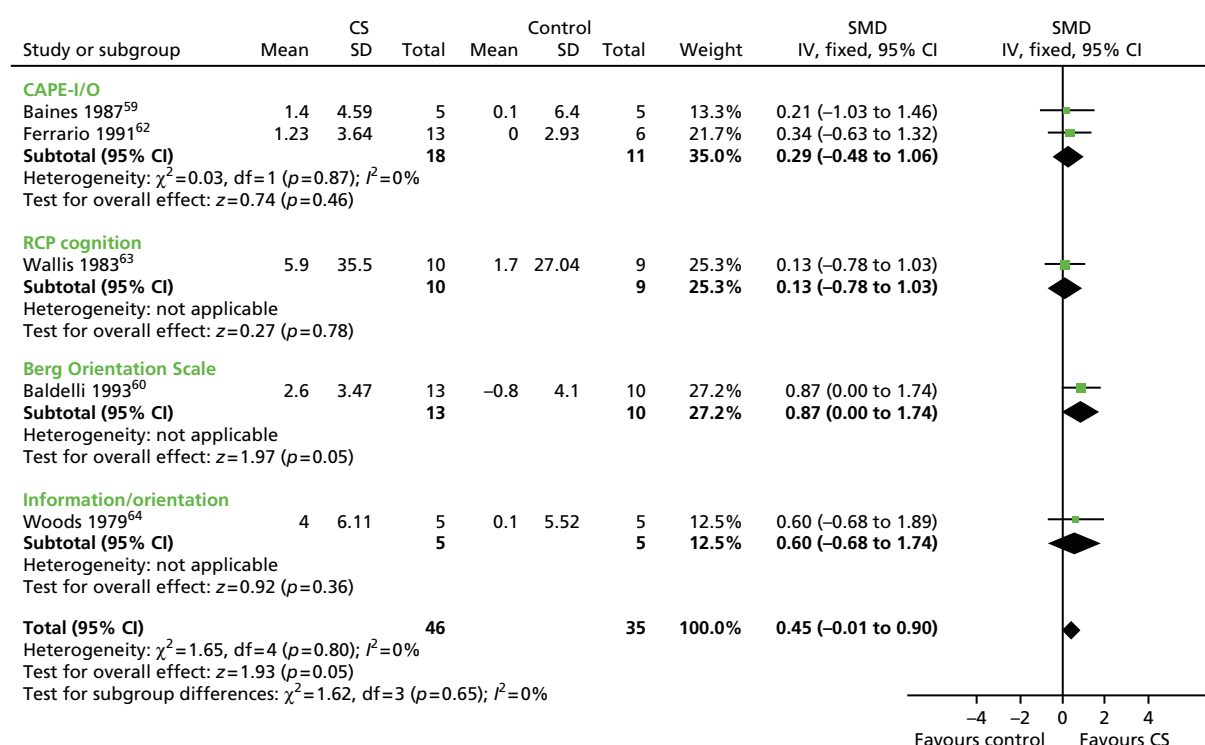 CS Control SMD SMD
Study or subgroup Mean SD Total Mean SD Total Weight IV, fixed, 95% CI IV, fixed, 95% CI
CAPE-I/O
Baines 1987⁵⁹ 1.4 4.59 5 0.1 6.4 5 13.3% 0.21 (–1.03 to 1.46)
Ferrario 1991⁶² 1.23 3.64 13 0 2.93 6 21.7% 0.34 (–0.63 to 1.32)
Subtotal (95% CI) 18 11 35.0% 0.29 (–0.48 to 1.06)
Heterogeneity: χ²=0.03, df=1 (p=0.87); I²=0%
Test for overall effect: z=0.74 (p=0.46)
RCP cognition
Wallis 1983⁶³ 5.9 35.5 10 1.7 27.04 9 25.3% 0.13 (–0.78 to 1.03)
Subtotal (95% CI) 10 9 25.3% 0.13 (–0.78 to 1.03)
Heterogeneity: not applicable
Test for overall effect: z=0.27 (p=0.78)
Berg Orientation Scale
Baldelli 1993⁶⁰ 2.6 3.47 13 –0.8 4.1 10 27.2% 0.87 (0.00 to 1.74)
Subtotal (95% CI) 13 10 27.2% 0.87 (0.00 to 1.74)
Heterogeneity: not applicable
Test for overall effect: z=1.97 (p=0.05)
Information/orientation
Woods 1979⁶⁴ 4 6.11 5 0.1 5.52 5 12.5% 0.60 (–0.68 to 1.89)
Subtotal (95% CI) 5 5 12.5% 0.60 (–0.68 to 1.74)
Heterogeneity: not applicable
Test for overall effect: z=0.92 (p=0.36)
Total (95% CI) 46 35 100.0% 0.45 (–0.01 to 0.90)
Heterogeneity: χ²=1.65, df=4 (p=0.80); I²=0%
Test for overall effect: z=1.93 (p=0.05)
Test for subgroup differences: χ²=1.62, df=3 (p=0.65); I²=0%
–4 –2 0 2 4
Favours control Favours CS